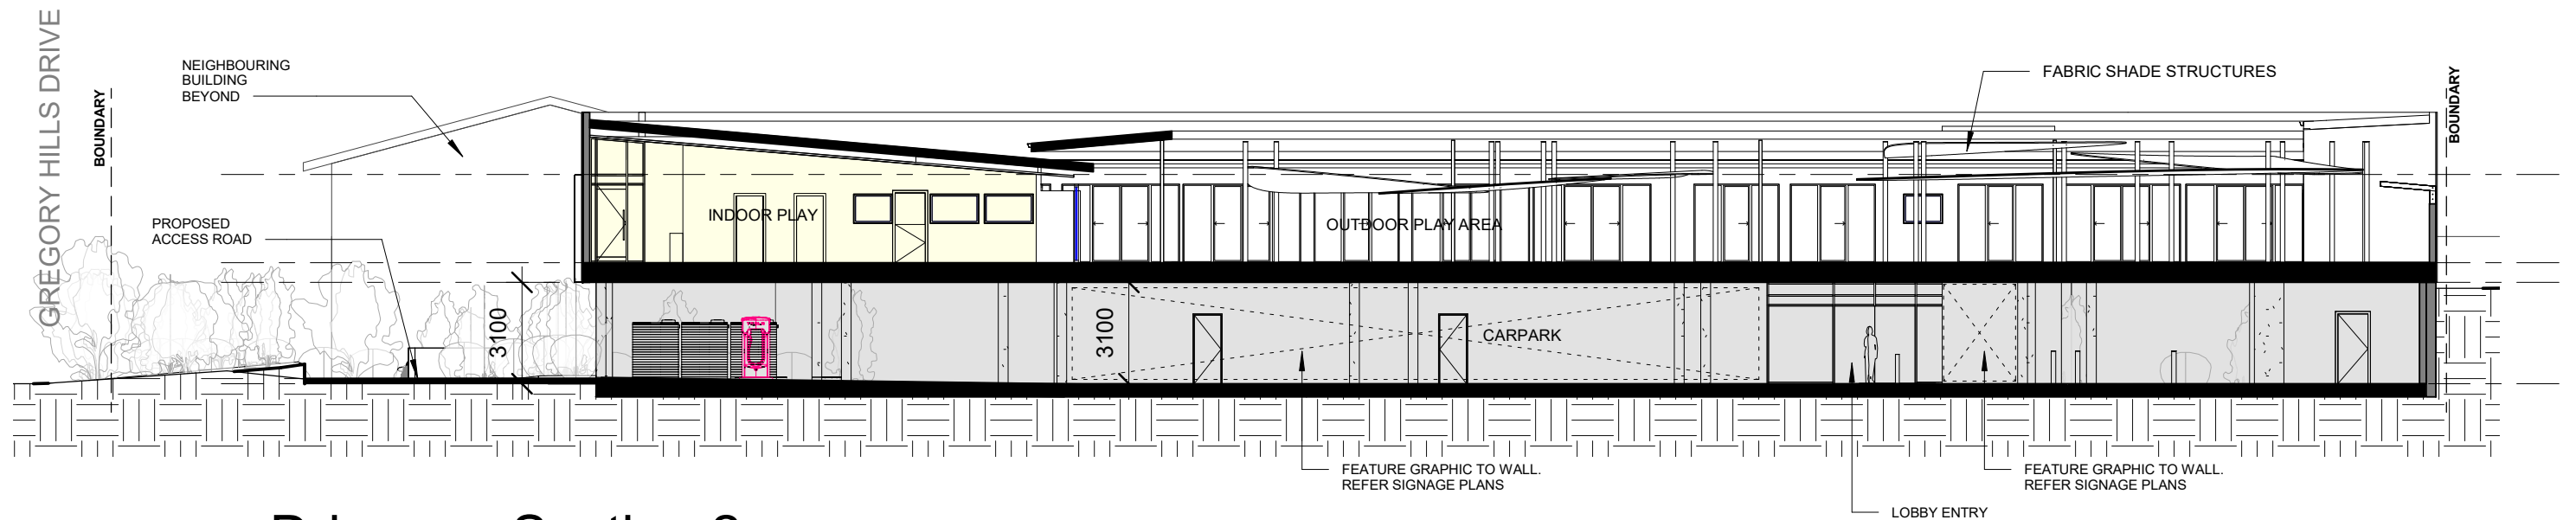 GREGORY HILLS DRIVE
BOUNDARY
NEIGHBOURING
BUILDING
BEYOND
PROPOSED
ACCESS ROAD
FABRIC SHADE STRUCTURES
BOUNDARY
INDOOR PLAY
OUTDOOR PLAY AREA
3100
3100
CARPARK
FEATURE GRAPHIC TO WALL.
REFER SIGNAGE PLANS
FEATURE GRAPHIC TO WALL.
REFER SIGNAGE PLANS
LOBBY ENTRY